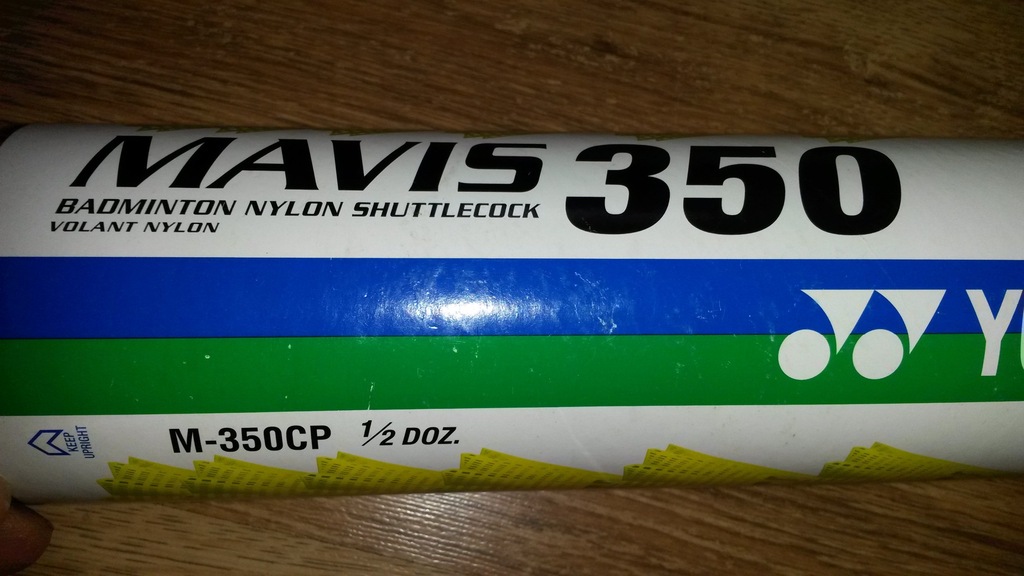 MAVIS 350
BADMINTON NYLON SHUTTLECOCK
VOLANT NYLON
KEEP
UPRIGHT
M-350CP 1/2 DOZ.